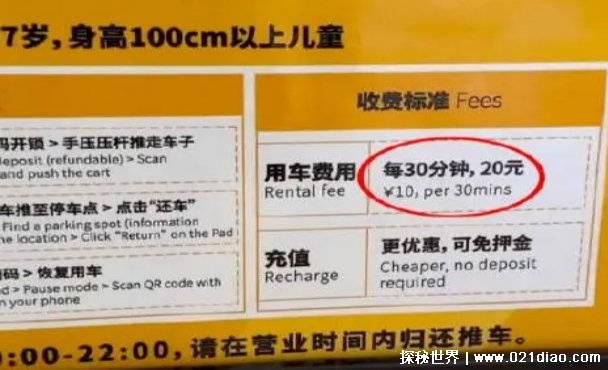 7岁，身高100cm以上儿童
收费标准 Fees
码开锁 > 手压压杆推走车子
deposit (refundable) > Scan
and push the cart
车推至停车点 > 点击“还车”
Find a parking spot (information
he location > Click "Return" on the Pad
> 恢复用车
> Pause mode > Scan QR code with
n your phone
用车费用
Rental fee
每30分钟, 20元
¥10, per 30mins
充值
Recharge
更优惠, 可免押金
Cheaper, no deposit
required
:00-22:00, 请在营业时间内归还推车。
探秘世界 | www.021diao.com